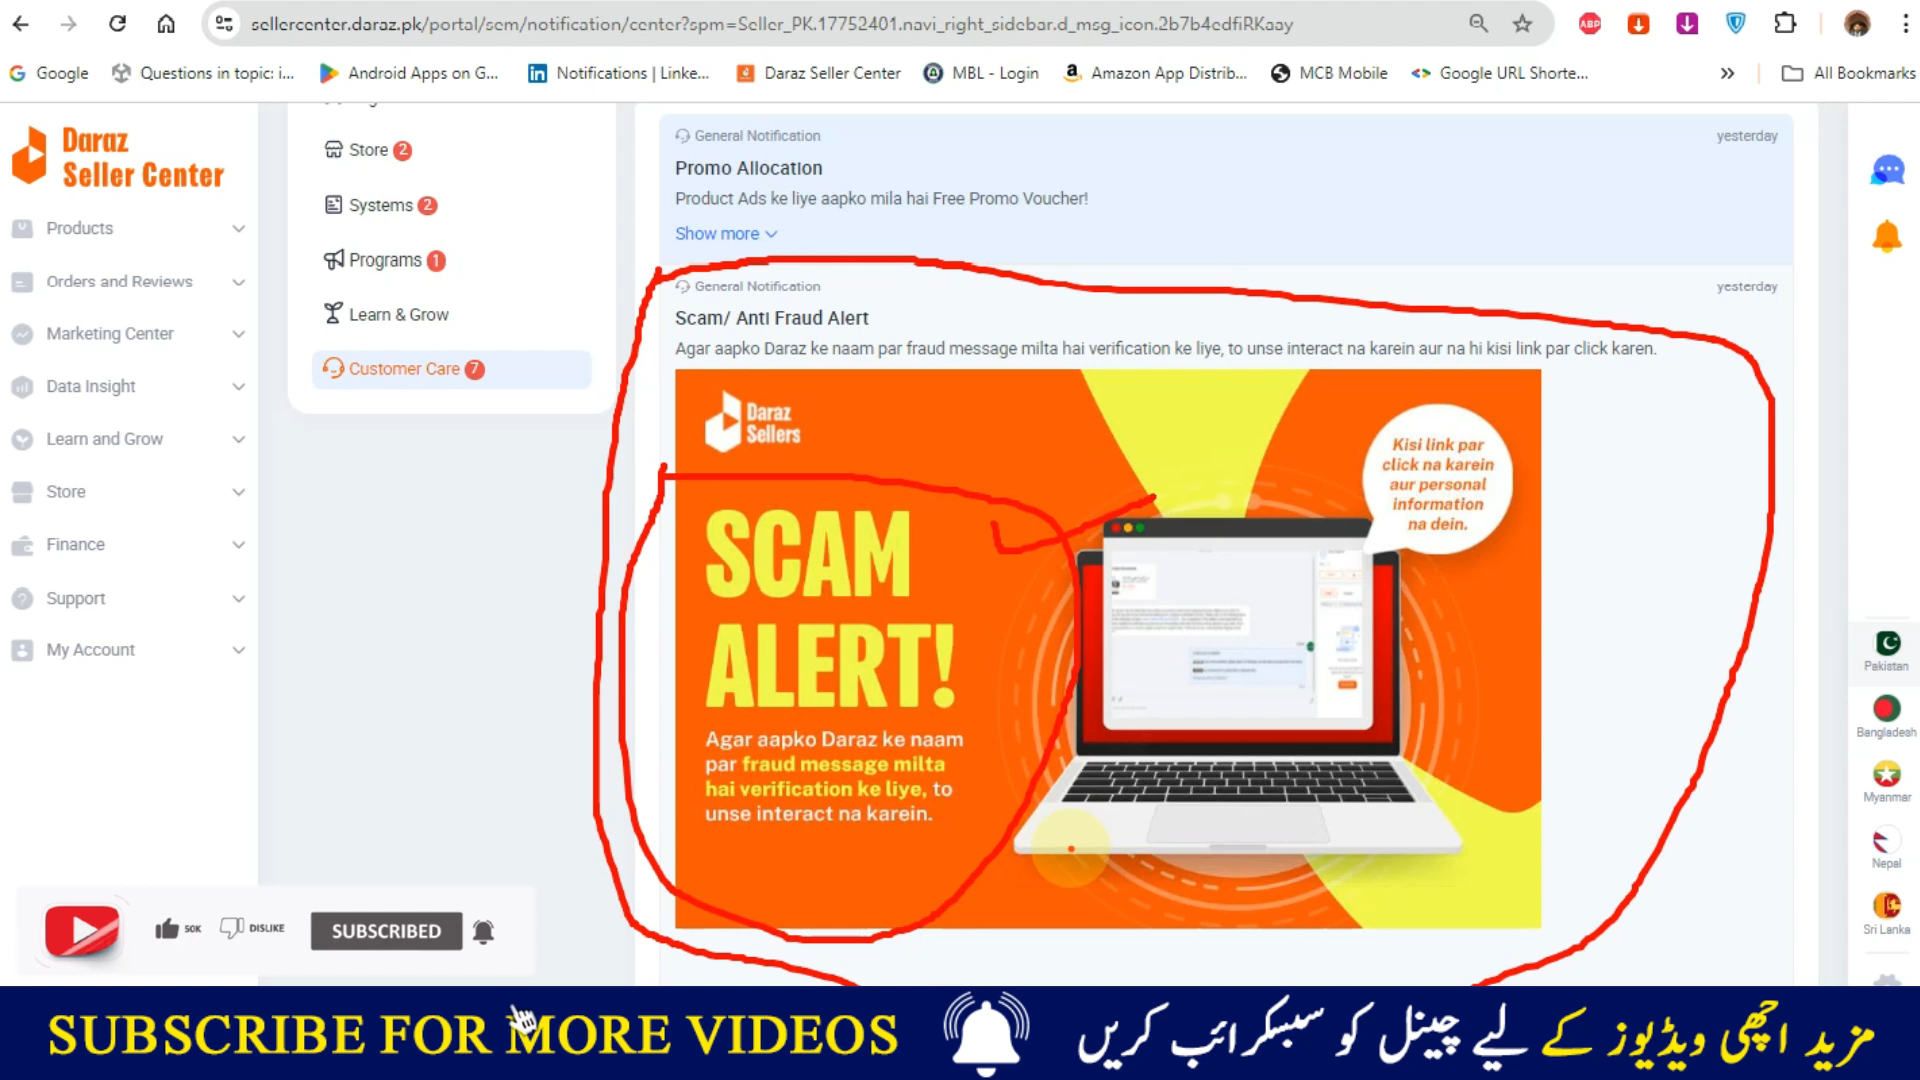 sellercenter.daraz.pk/portal/scm/notification/center?spm=Seller_PK.17752401.navi_right_sidebar.d_msg_icon.2b7b4edfiRKaay
ABP
Google
Questions in topic: i...
Android Apps on G...
Notifications | Linke...
Daraz Seller Center
MBL - Login
Amazon App Distrib...
MCB Mobile
Google URL Shorte...
All Bookmarks
Daraz
Seller Center
Products
Orders and Reviews
Marketing Center
Data Insight
Learn and Grow
Store
Finance
Support
My Account
Store 2
Systems 2
Programs 1
Learn & Grow
Customer Care 7
General Notification
yesterday
Promo Allocation
Product Ads ke liye aapko mila hai Free Promo Voucher!
Show more
General Notification
yesterday
Scam/ Anti Fraud Alert
Agar aapko Daraz ke naam par fraud message milta hai verification ke liye, to unse interact na karein aur na hi kisi link par click karen.
Daraz
Sellers
SCAM
ALERT!
Agar aapko Daraz ke naam
par fraud message milta
hai verification ke liye, to
unse interact na karein.
Kisi link par
click na karein
aur personal
information
na dein.
Pakistan
Bangladesh
Myanmar
Nepal
Sri Lanka
50K
DISLIKE
SUBSCRIBED
SUBSCRIBE FOR MORE VIDEOS
مزید اچھی ویڈیوز کے لیے چینل کو سبسکرائب کریں